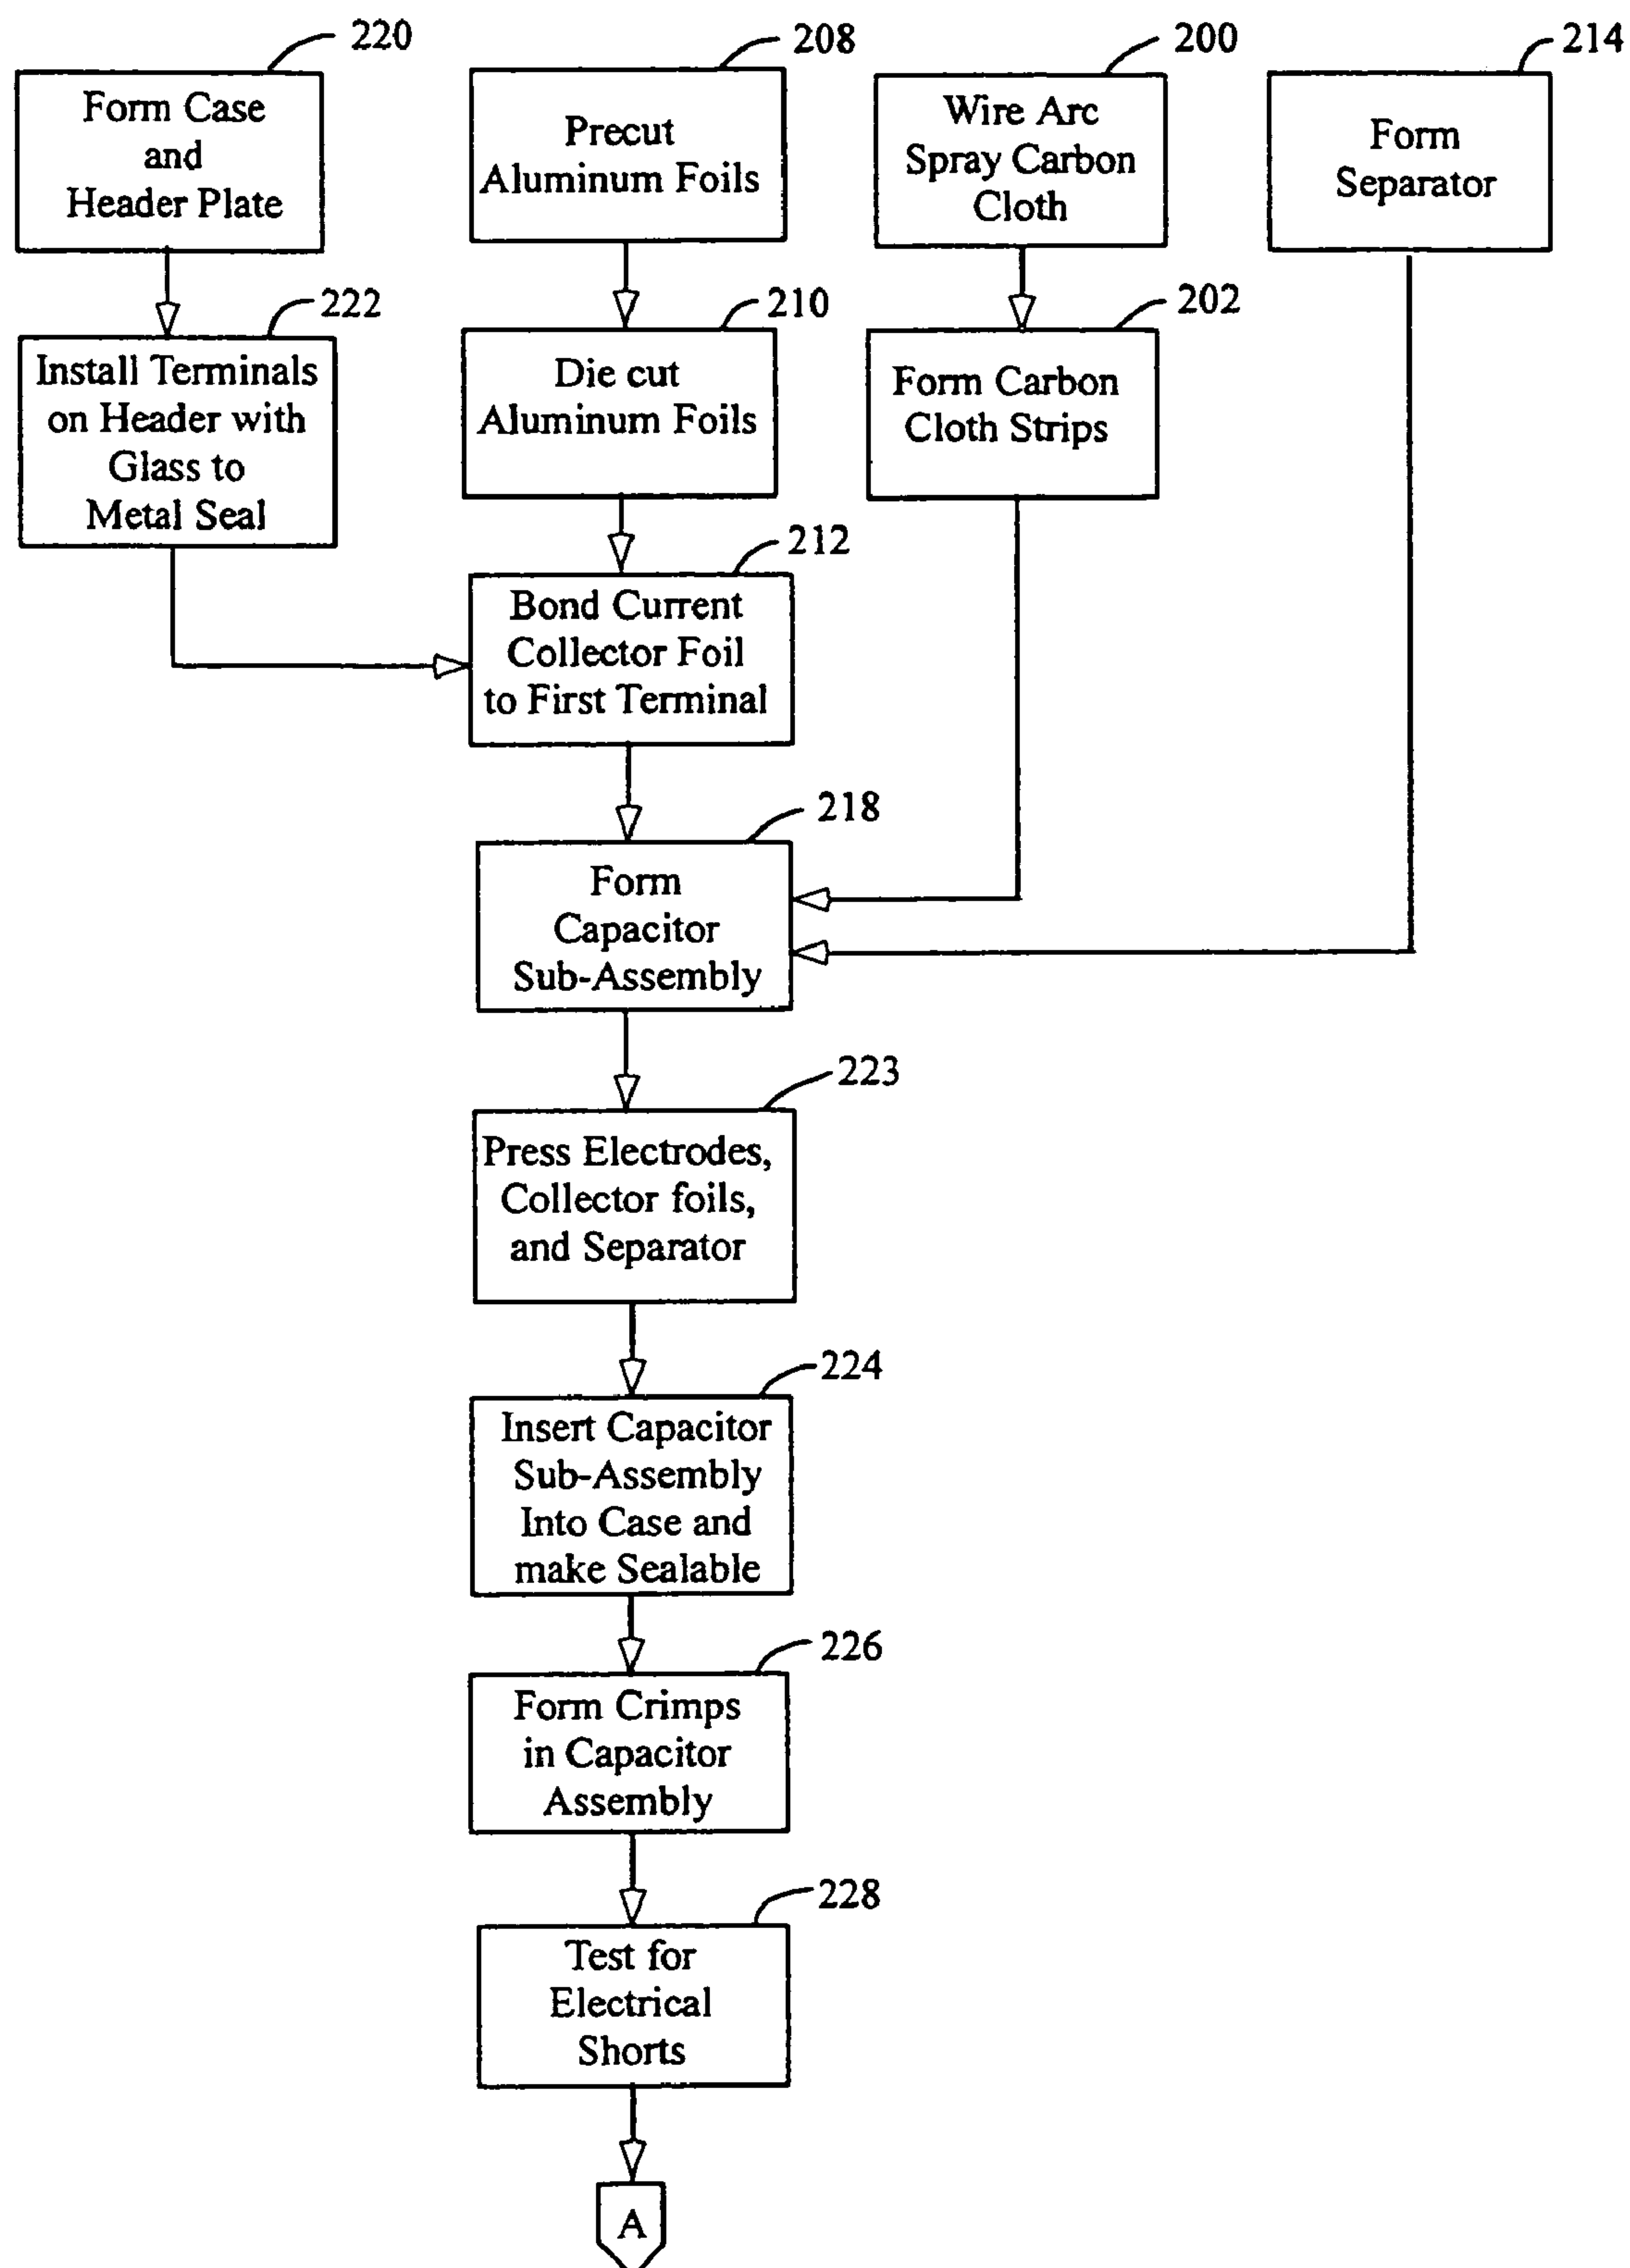 220
Form Case
and
Header Plate
208
Precut
Aluminum Foils
200
Wire Arc
Spray Carbon
Cloth
214
Form
Separator
222
Install Terminals
on Header with
Glass to
Metal Seal
210
Die cut
Aluminum Foils
202
Form Carbon
Cloth Strips
212
Bond Current
Collector Foil
to First Terminal
218
Form
Capacitor
Sub-Assembly
223
Press Electrodes,
Collector foils,
and Separator
224
Insert Capacitor
Sub-Assembly
Into Case and
make Sealable
226
Form Crimps
in Capacitor
Assembly
228
Test for
Electrical
Shorts
A